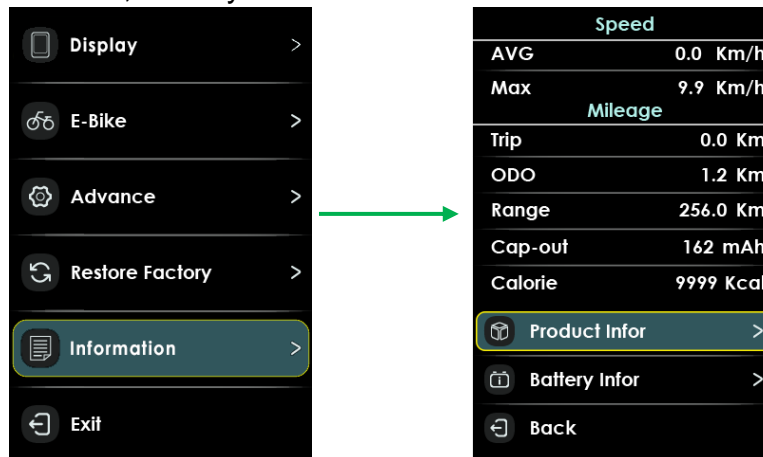 Display >
E-Bike >
Advance >
Restore Factory >
Information >
Exit
Speed
AVG 0.0 Km/h
Max 9.9 Km/h
Mileage
Trip 0.0 Km
ODO 1.2 Km
Range 256.0 Km
Cap-out 162 mAh
Calorie 9999 Kcal
Product Infor >
Battery Infor >
Back